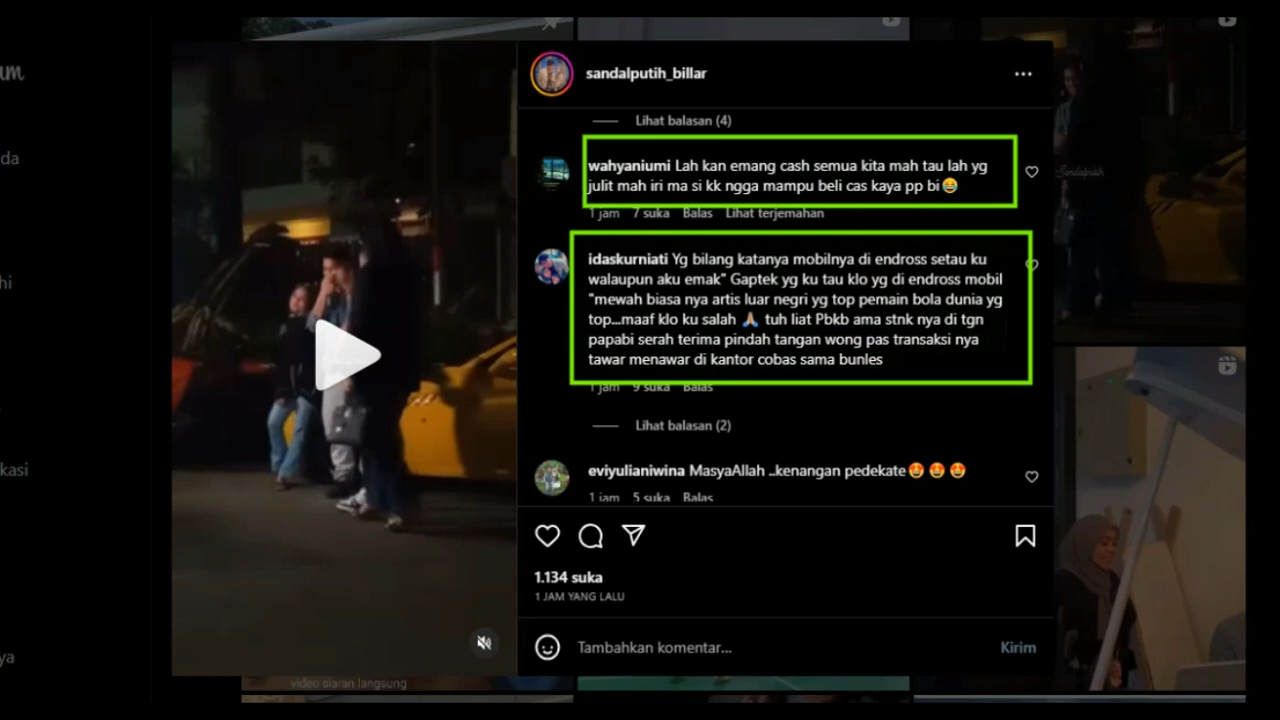 um
da
hi
kasi
ya
sandalputih_billar
Lihat balasan (4)
wahyaniumi Lah kan emang cash semua kita mah tau lah yg
julit mah iri ma si kk ngga mampu beli cas kaya pp bi😂
1 jam 7 suka Balas Lihat terjemahan
idaskurniati Yg bilang katanya mobilnya di endross setau ku
walaupun aku emak" Gaptek yg ku tau klo yg di endross mobil
"mewah biasa nya artis luar negri yg top pemain bola dunia yg
top...maaf klo ku salah 🙏 tuh liat Pbkb ama stnk nya di tgn
papabi serah terima pindah tangan wong pas transaksi nya
tawar menawar di kantor cobas sama bunles
1 jam 9 suka Balas
Lihat balasan (2)
eviyulianiwina MasyaAllah ..kenangan pedekate😍😍😍
1 jam 5 suka Balas
1.134 suka
1 JAM YANG LALU
Tambahkan komentar...
Kirim
video siaran langsung